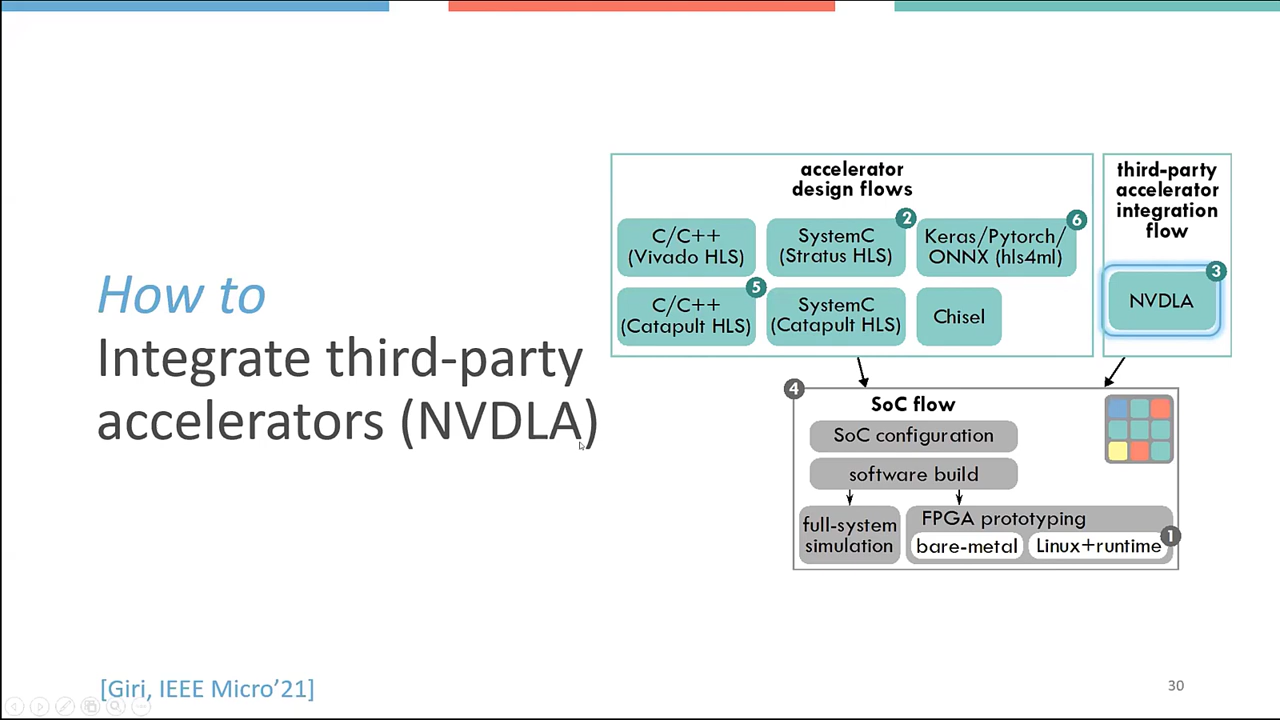 How to
Integrate third-party
accelerators (NVDLA)
accelerator
design flows
C/C++
(Vivado HLS)
SystemC
(Stratus HLS)
2
Keras/Pytorch/
ONNX (hls4ml)
6
C/C++
(Catapult HLS)
5
SystemC
(Catapult HLS)
Chisel
third-party
accelerator
integration
flow
NVDLA
3
4
SoC flow
SoC configuration
software build
full-system
simulation
FPGA prototyping
bare-metal
Linux+runtime
1
[Giri, IEEE Micro’21]
30